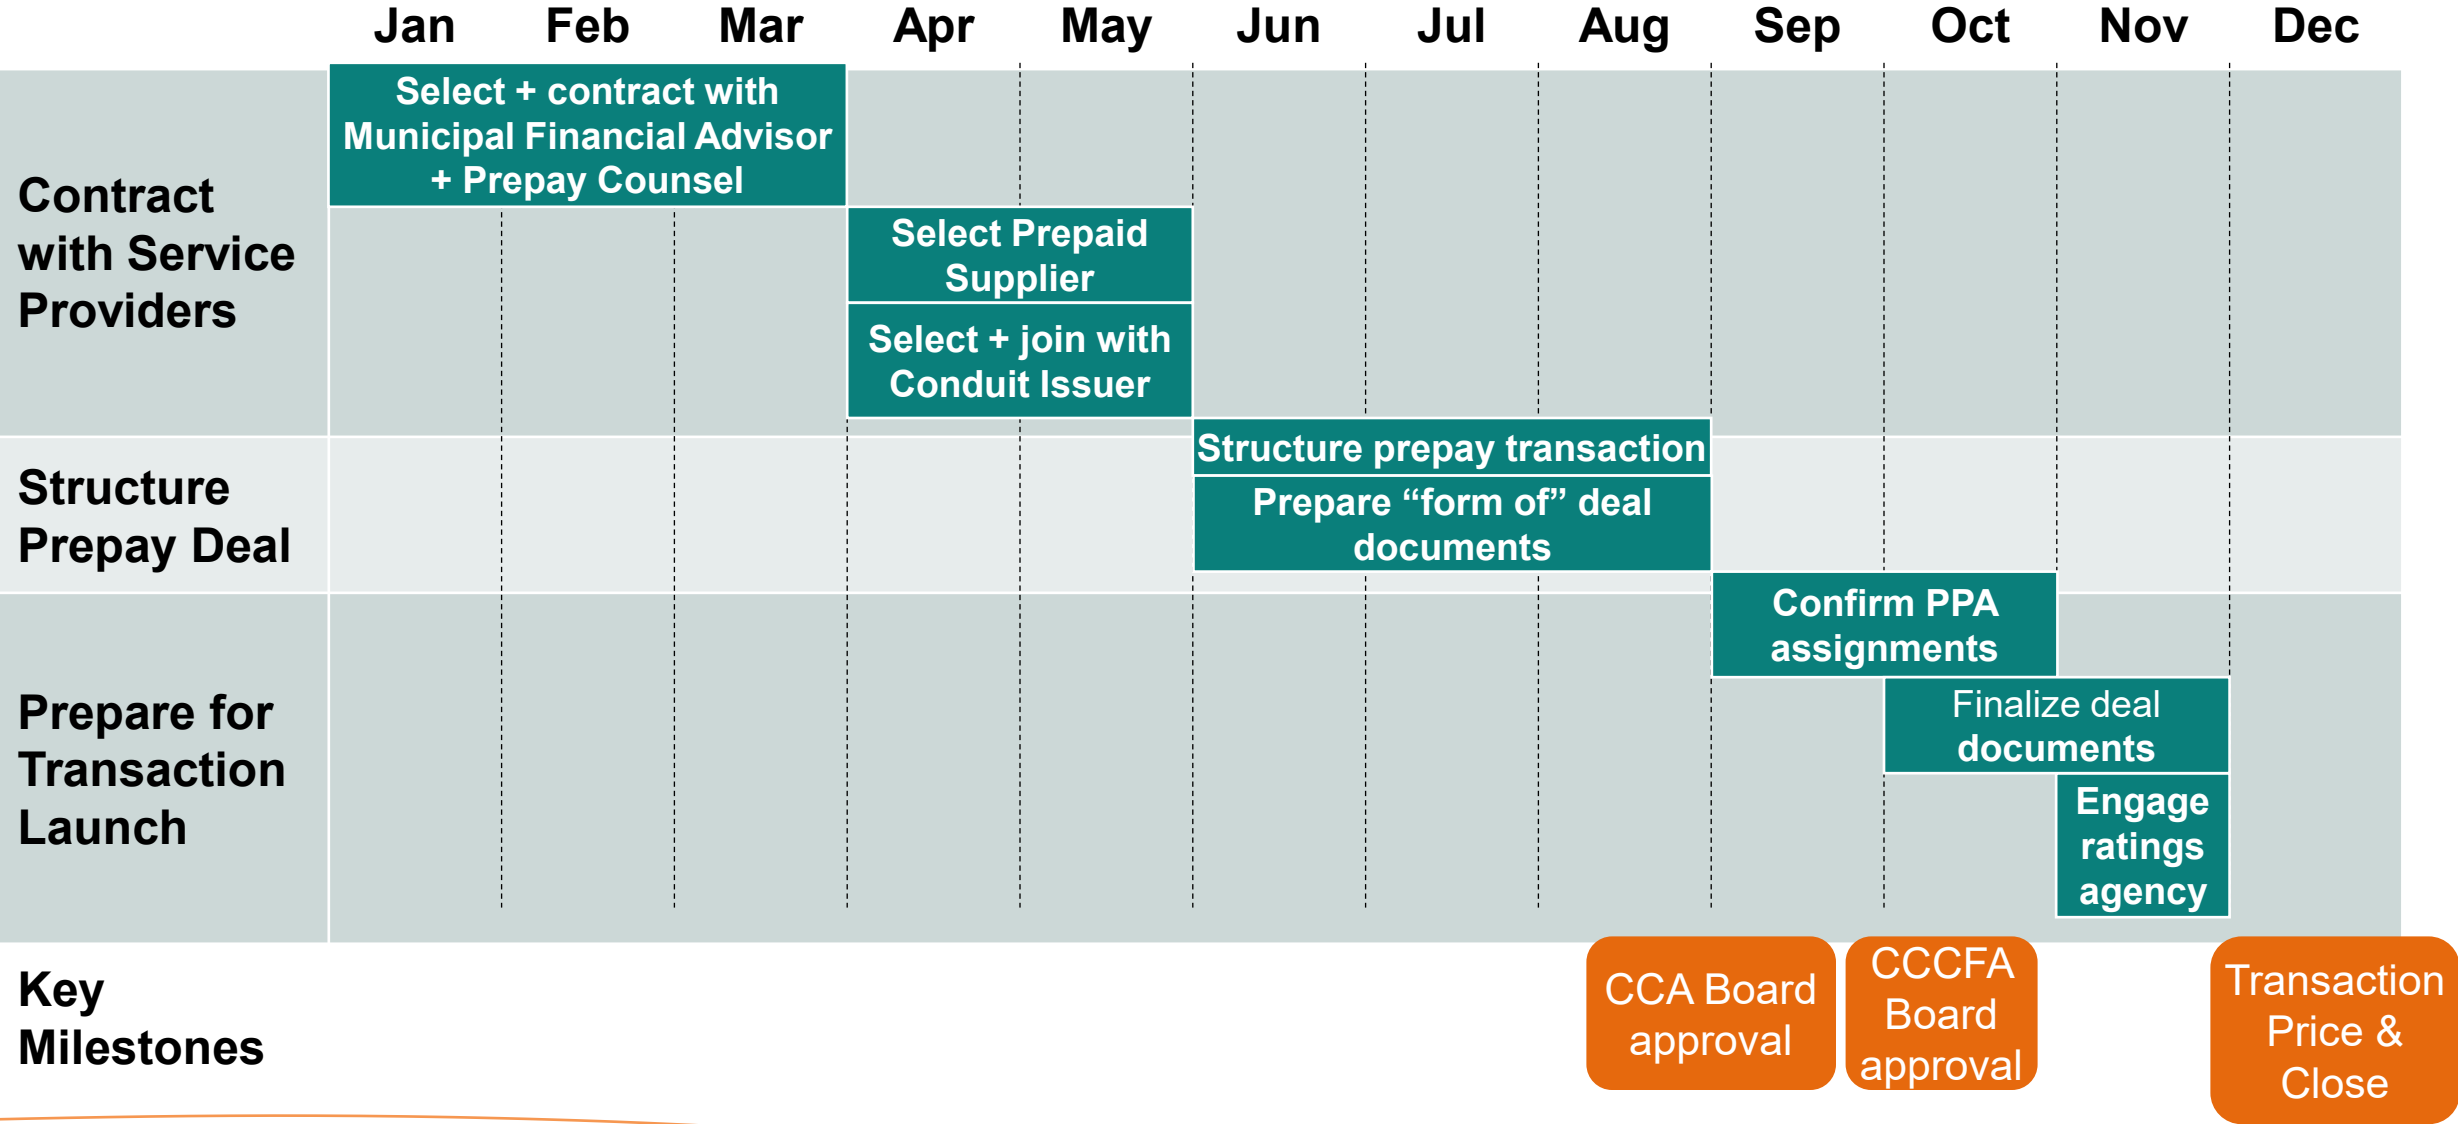 Jan Feb Mar Apr May Jun Jul Aug Sep Oct Nov Dec
Contract
with Service
Providers
Select + contract with
Municipal Financial Advisor
+ Prepay Counsel
Select Prepaid
Supplier
Select + join with
Conduit Issuer
Structure
Prepay Deal
Structure prepay transaction
Prepare “form of” deal
documents
Prepare for
Transaction
Launch
Confirm PPA
assignments
Finalize deal
documents
Engage
ratings
agency
Key
Milestones
CCA Board
approval
CCCFA
Board
approval
Transaction
Price &
Close